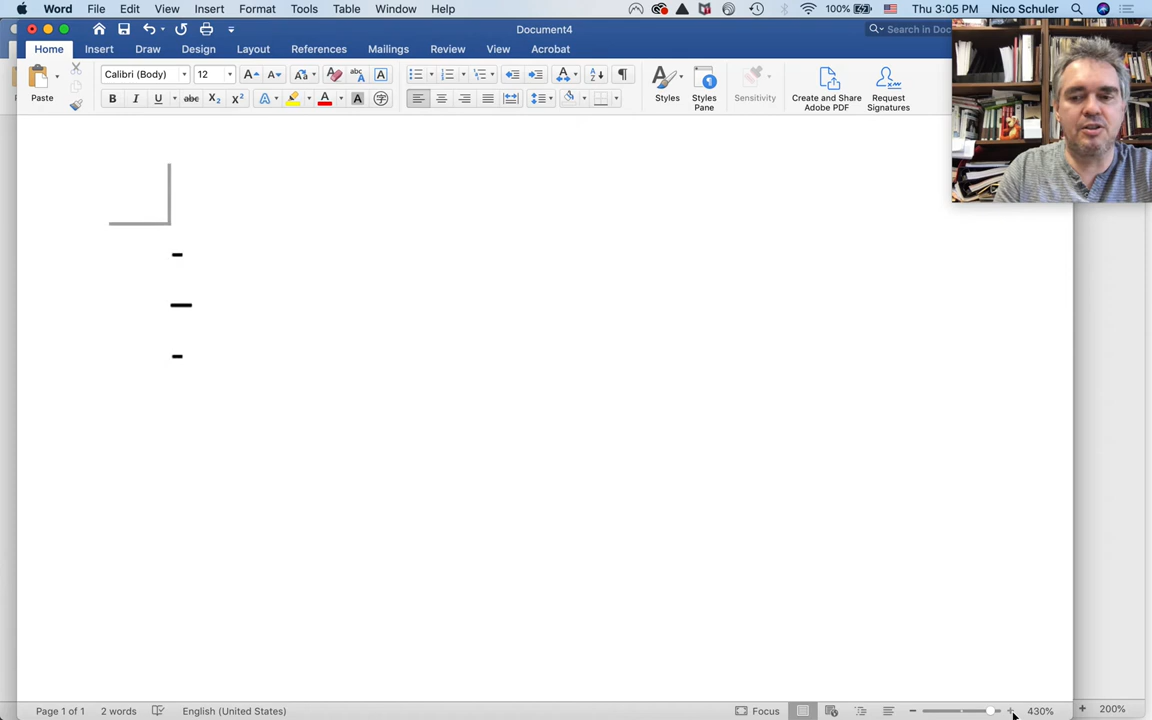 Word File Edit View Insert Format Tools Table Window Help 100% Thu 3:05 PM Nico Schuler
Document4 Search in Doc
Home Insert Draw Design Layout References Mailings Review View Acrobat
Paste Calibri (Body) 12 Styles Styles Pane Sensitivity Create and Share Adobe PDF Request Signatures
-
–
-
Page 1 of 1 2 words English (United States) Focus 430% 200%